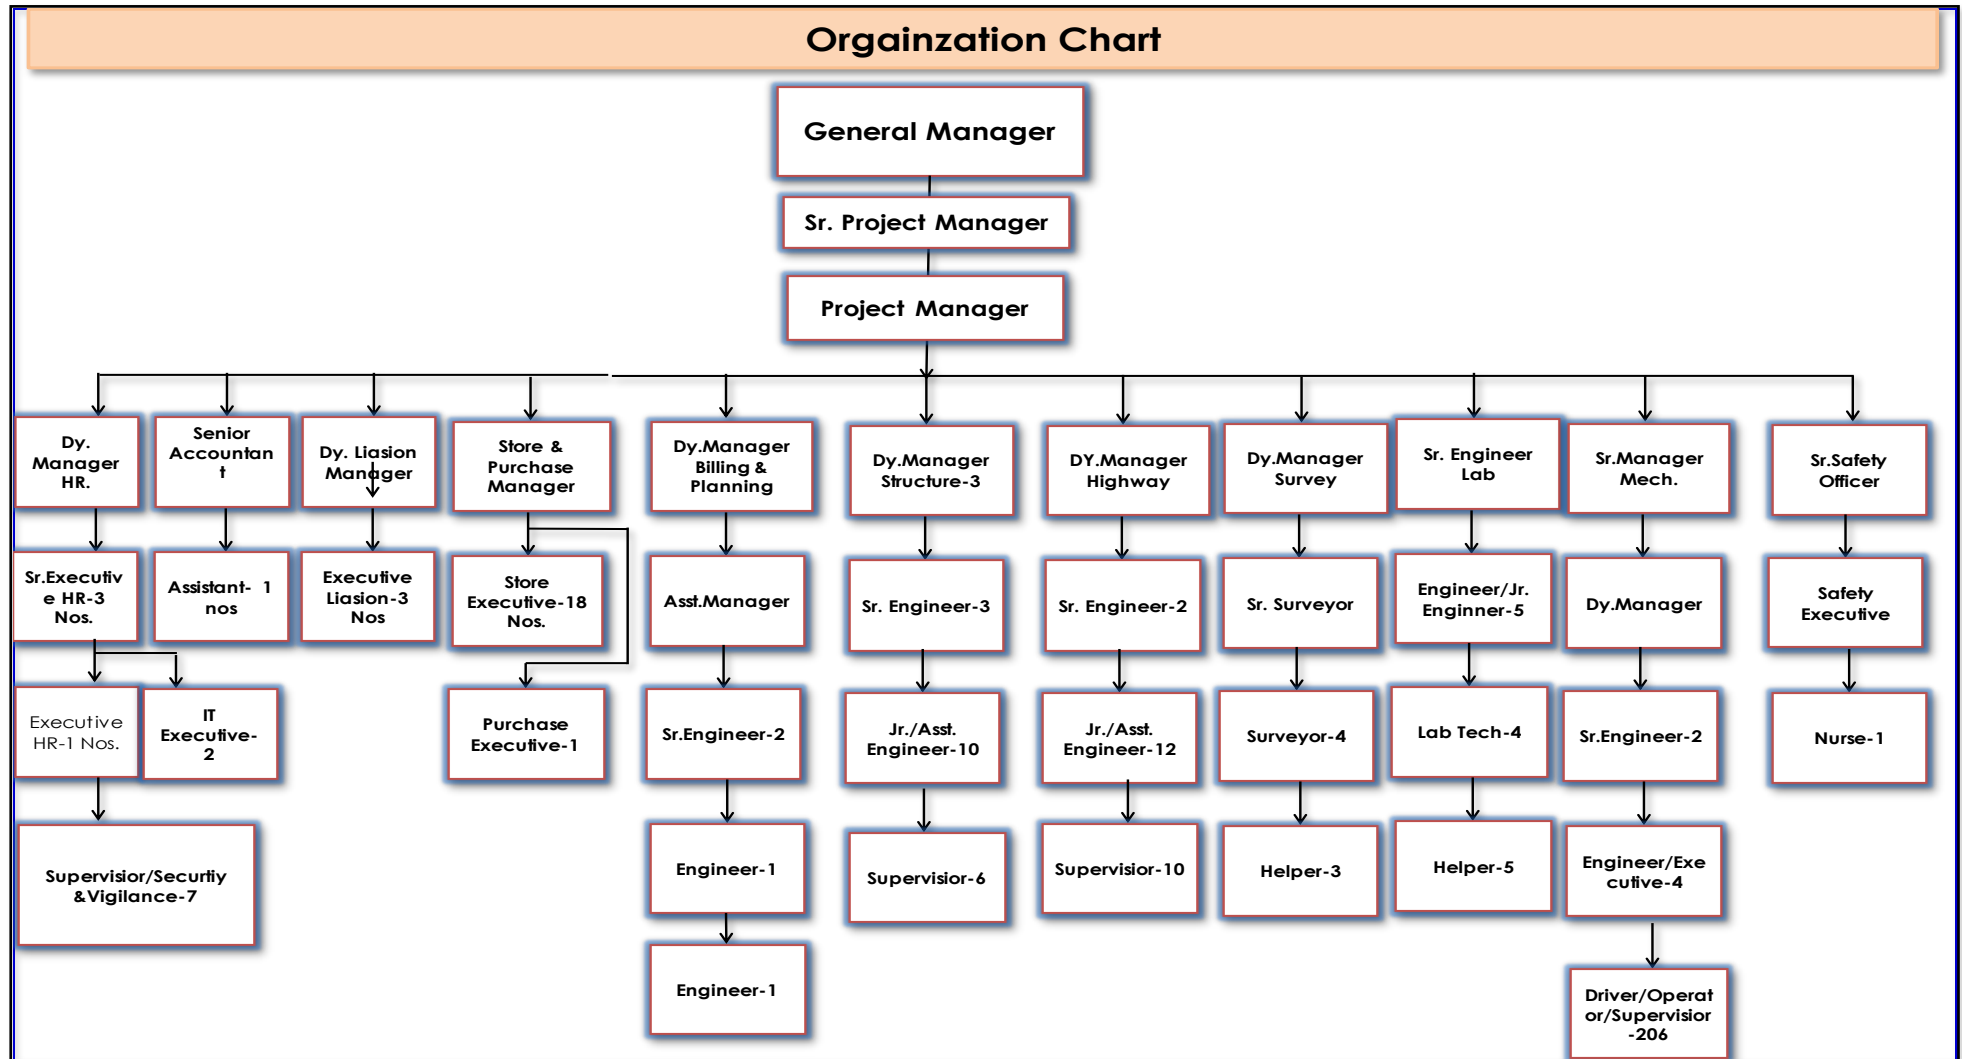 Orgainzation Chart
General Manager
Sr. Project Manager
Project Manager
Dy.
Manager
HR.
Senior
Accountan
t
Dy. Liasion
Manager
Store &
Purchase
Manager
Dy.Manager
Billing &
Planning
Dy.Manager
Structure-3
DY.Manager
Highway
Dy.Manager
Survey
Sr. Engineer
Lab
Sr.Manager
Mech.
Sr.Safety
Officer
Sr.Executiv
e HR-3
Nos.
Assistant- 1
nos
Executive
Liasion-3
Nos
Store
Executive-18
Nos.
Asst.Manager
Sr. Engineer-3
Sr. Engineer-2
Sr. Surveyor
Engineer/Jr.
Enginner-5
Dy.Manager
Safety
Executive
Executive
HR-1 Nos.
IT
Executive-
2
Purchase
Executive-1
Sr.Engineer-2
Jr./Asst.
Engineer-10
Jr./Asst.
Engineer-12
Surveyor-4
Lab Tech-4
Sr.Engineer-2
Nurse-1
Supervisior/Securtiy
&Vigilance-7
Engineer-1
Supervisior-6
Supervisior-10
Helper-3
Helper-5
Engineer/Exe
cutive-4
Engineer-1
Driver/Operat
or/Supervisior
-206